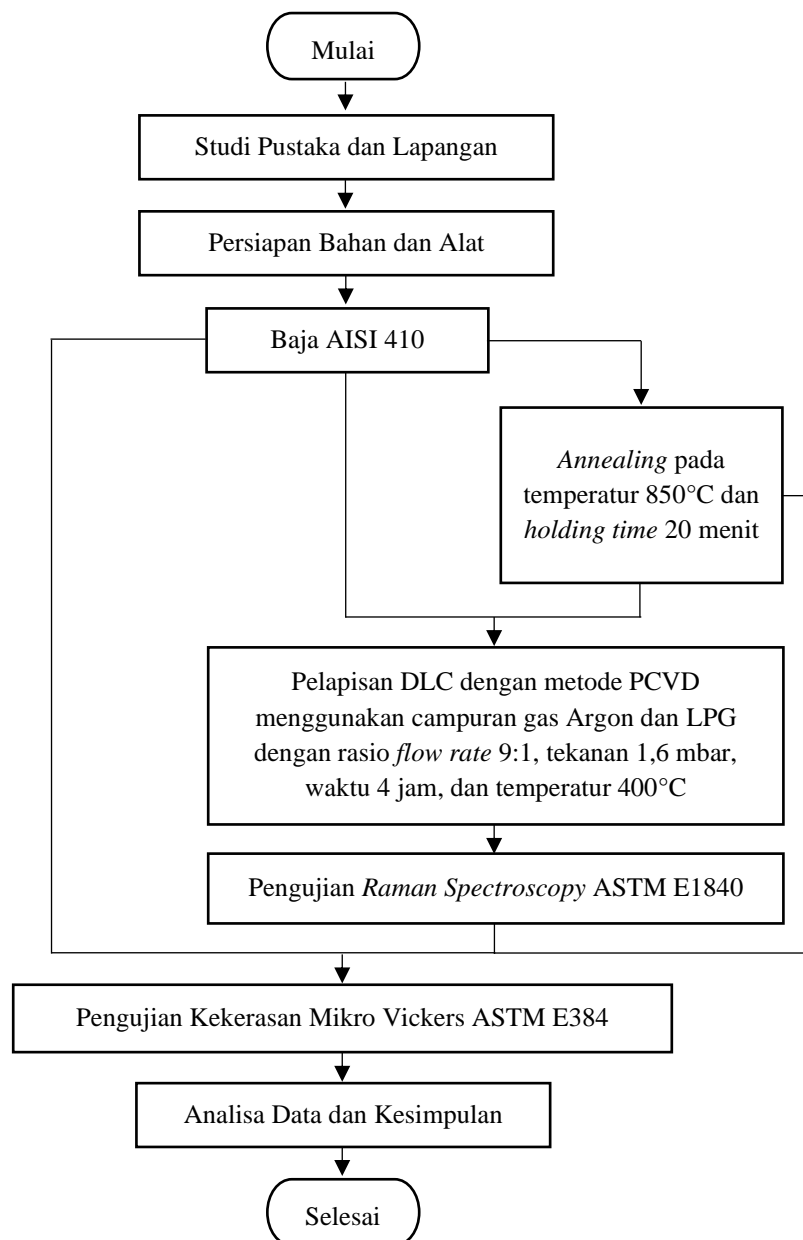 Mulai
Studi Pustaka dan Lapangan
Persiapan Bahan dan Alat
Baja AISI 410
Annealing pada
temperatur 850°C dan
holding time 20 menit
Pelapisan DLC dengan metode PCVD
menggunakan campuran gas Argon dan LPG
dengan rasio flow rate 9:1, tekanan 1,6 mbar,
waktu 4 jam, dan temperatur 400°C
Pengujian Raman Spectroscopy ASTM E1840
Pengujian Kekerasan Mikro Vickers ASTM E384
Analisa Data dan Kesimpulan
Selesai